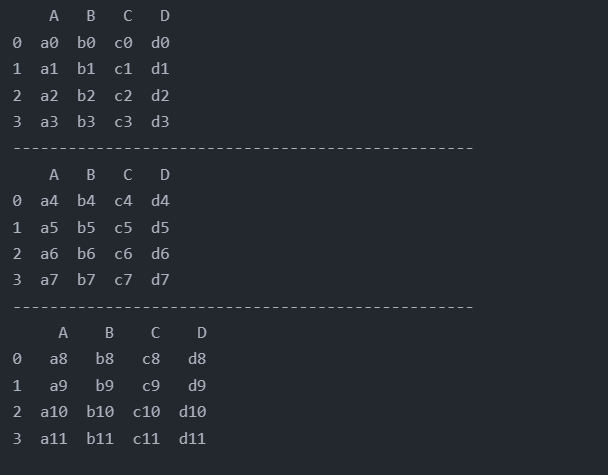 A   B   C   D
0  a0  b0  c0  d0
1  a1  b1  c1  d1
2  a2  b2  c2  d2
3  a3  b3  c3  d3
--------------------------------------------------
    A   B   C   D
0  a4  b4  c4  d4
1  a5  b5  c5  d5
2  a6  b6  c6  d6
3  a7  b7  c7  d7
--------------------------------------------------
     A    B    C    D
0   a8   b8   c8   d8
1   a9   b9   c9   d9
2  a10  b10  c10  d10
3  a11  b11  c11  d11